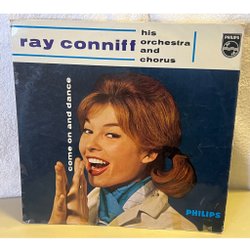 ray conniff
his
orchestra
and
chorus
PHILIPS
come on and dance
PHILIPS